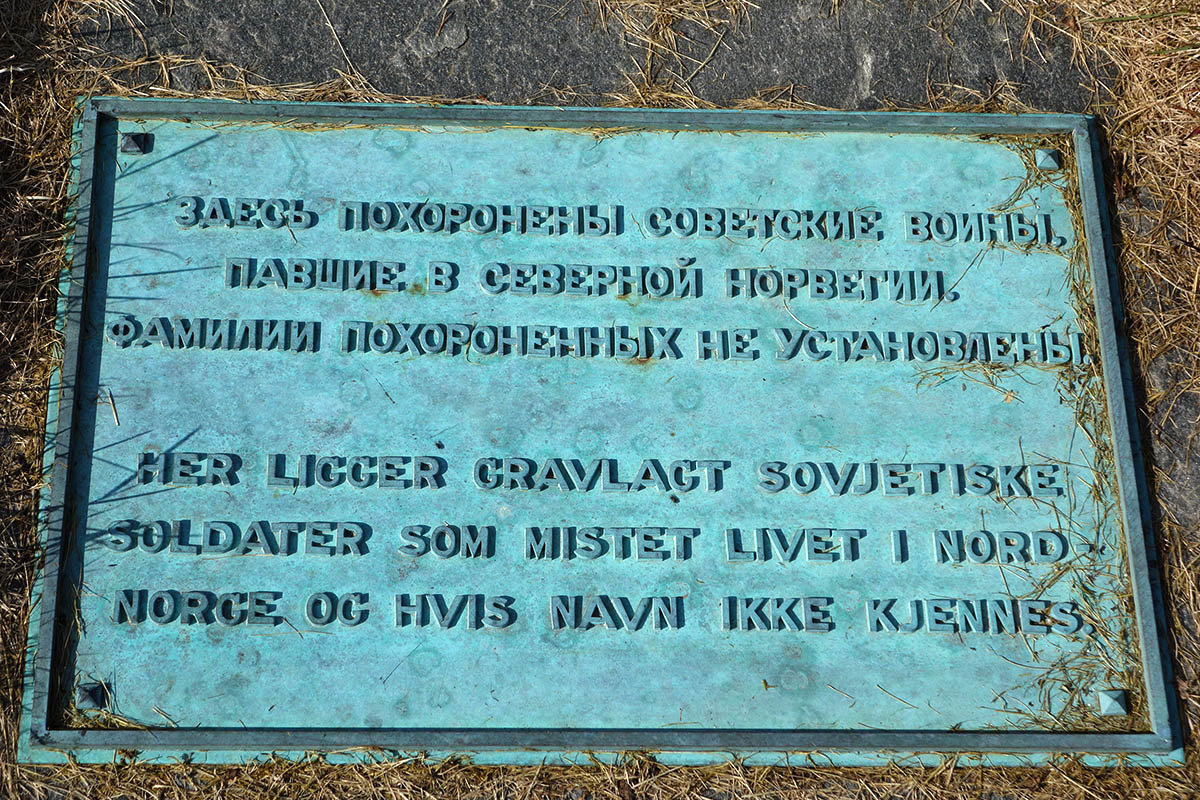 ЗДЕСЬ ПОХОРОНЕНЫ СОВЕТСКИЕ ВОИНЫ,
ПАВШИЕ В СЕВЕРНОЙ НОРВЕГИИ.
ФАМИЛИИ ПОХОРОНЕННЫХ НЕ УСТАНОВЛЕНЫ.
HER LIGGER GRAVLAGT SOVJETISKE
SOLDATER SOM MISTET LIVET I NORD
NORGE OG HVIS NAVN IKKE KJENNES.